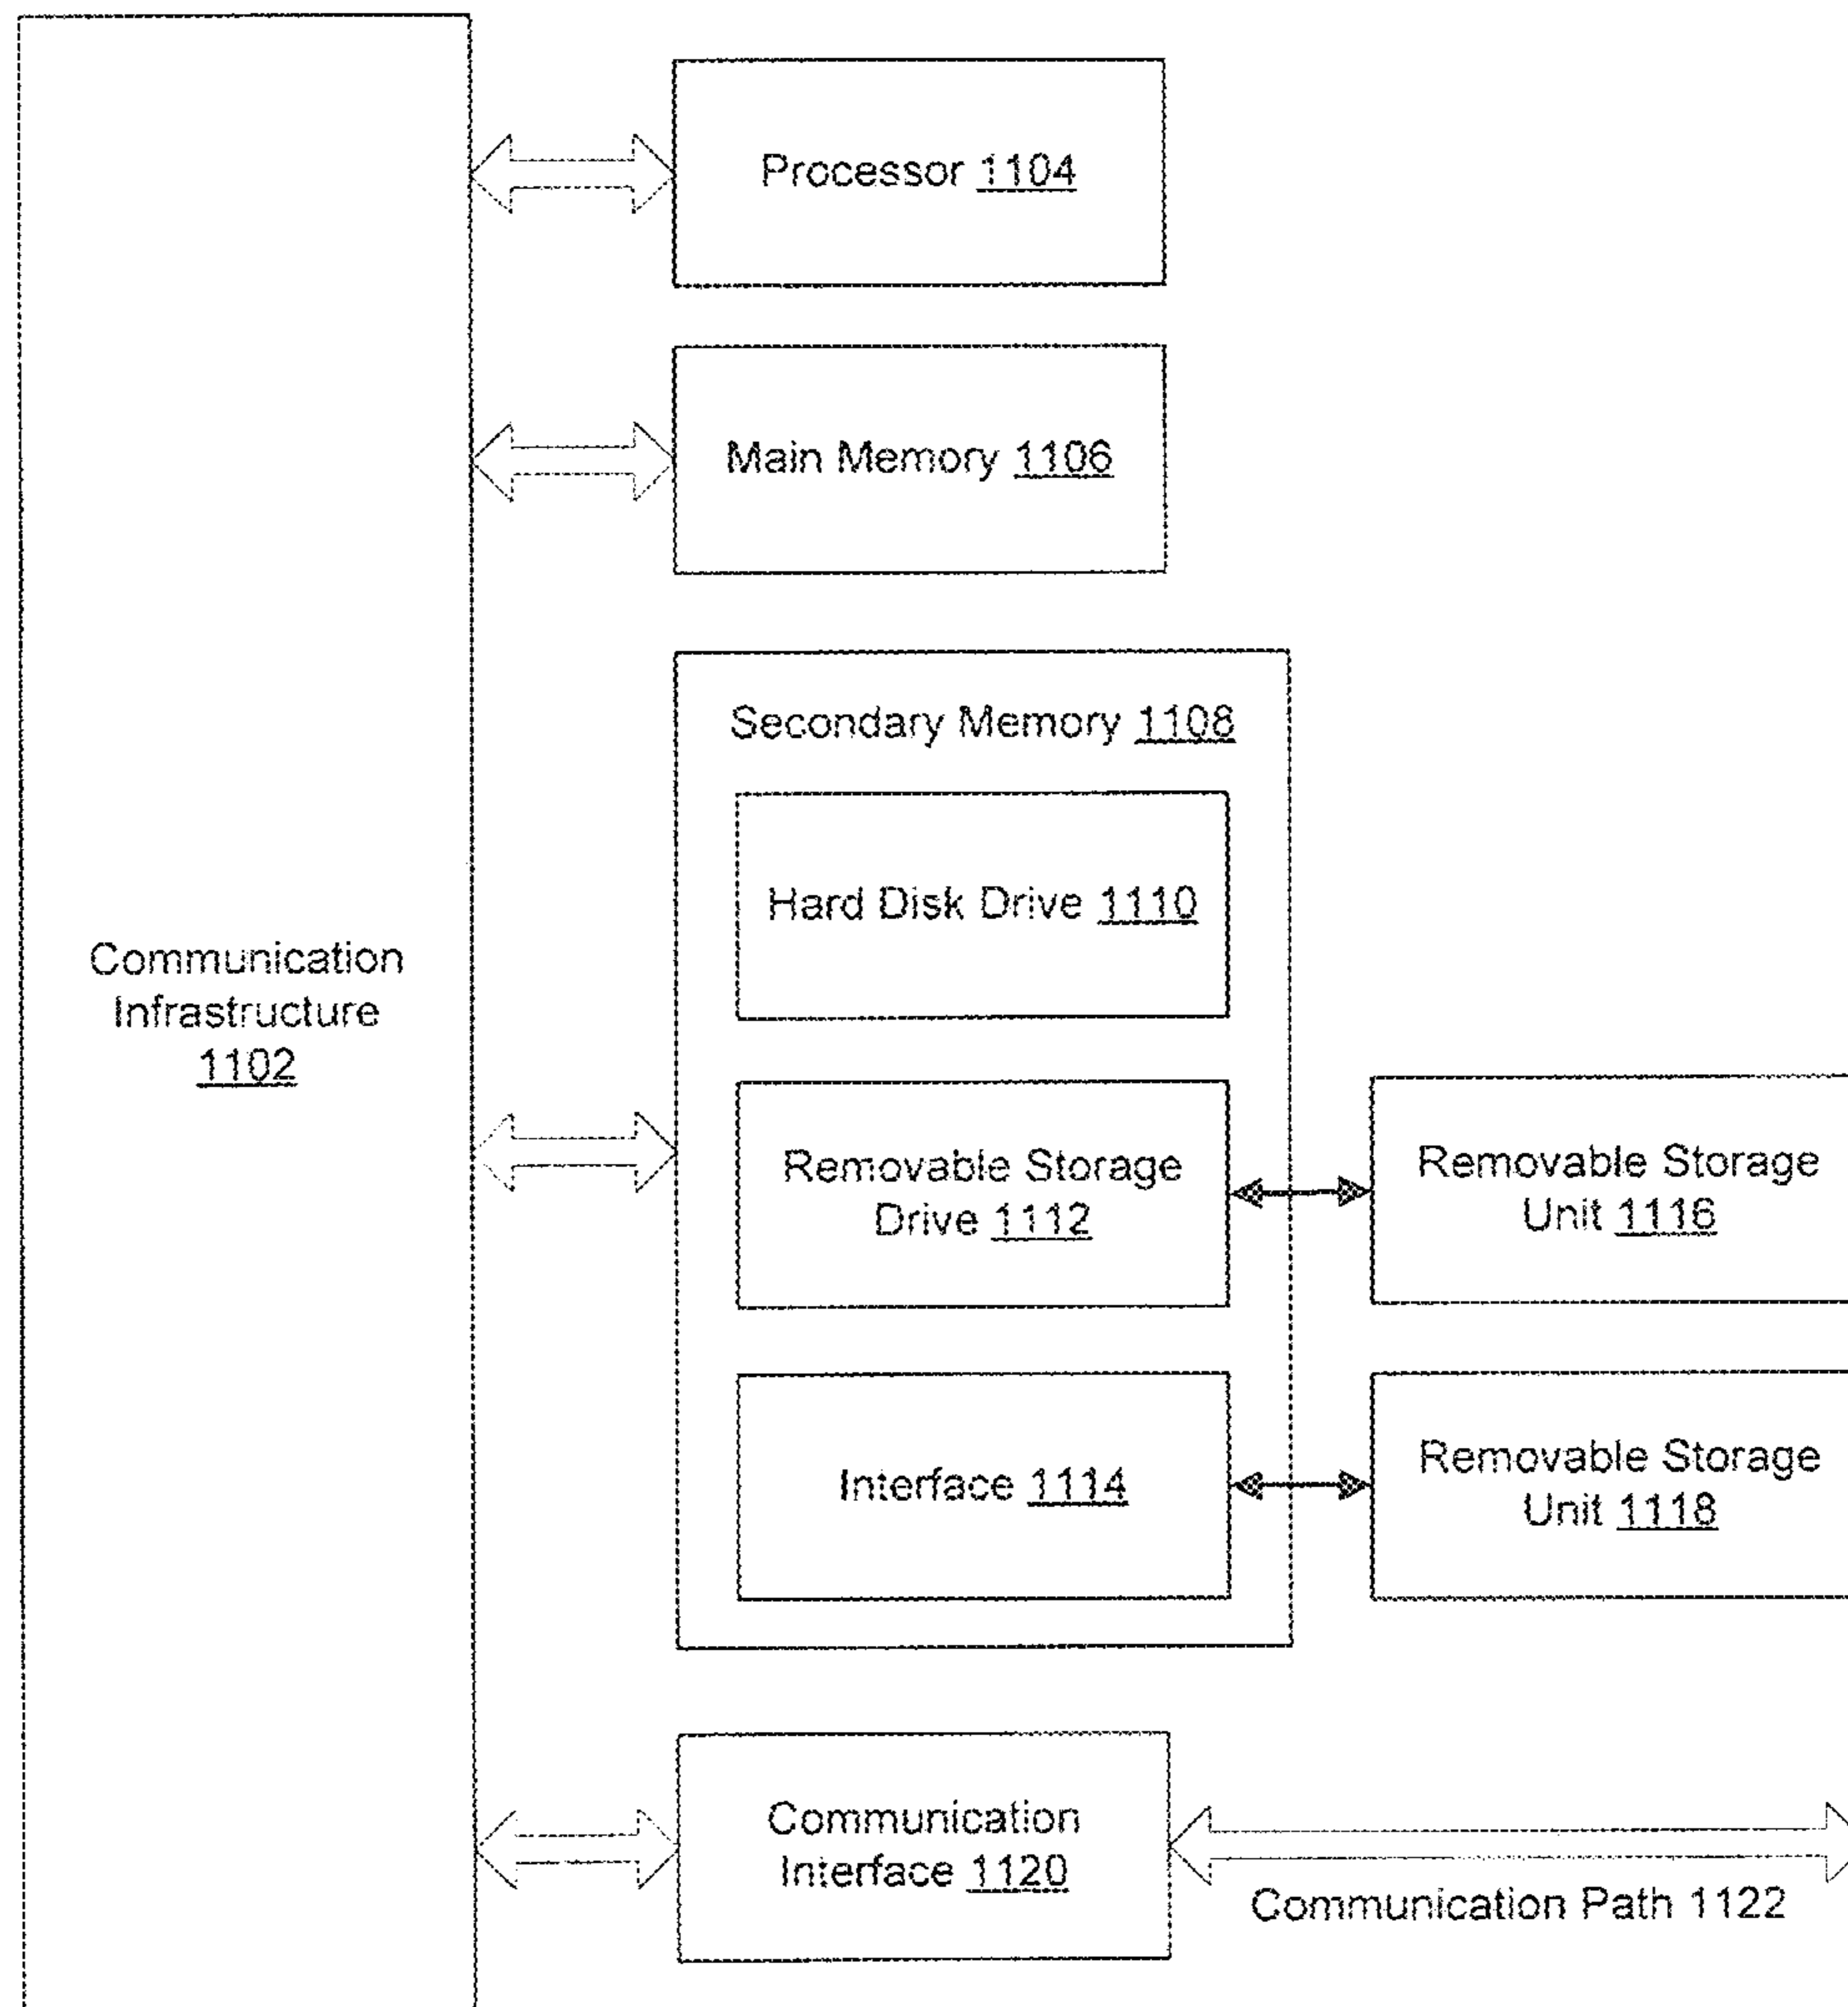 Processor 1104
Main Memory 1106
Secondary Memory 1108
Hard Disk Drive 1110
Communication
Infrastructure
1102
Removable Storage
Drive 1112
Removable Storage
Unit 1116
Interface 1114
Removable Storage
Unit 1118
Communication
Interface 1120
Communication Path 1122